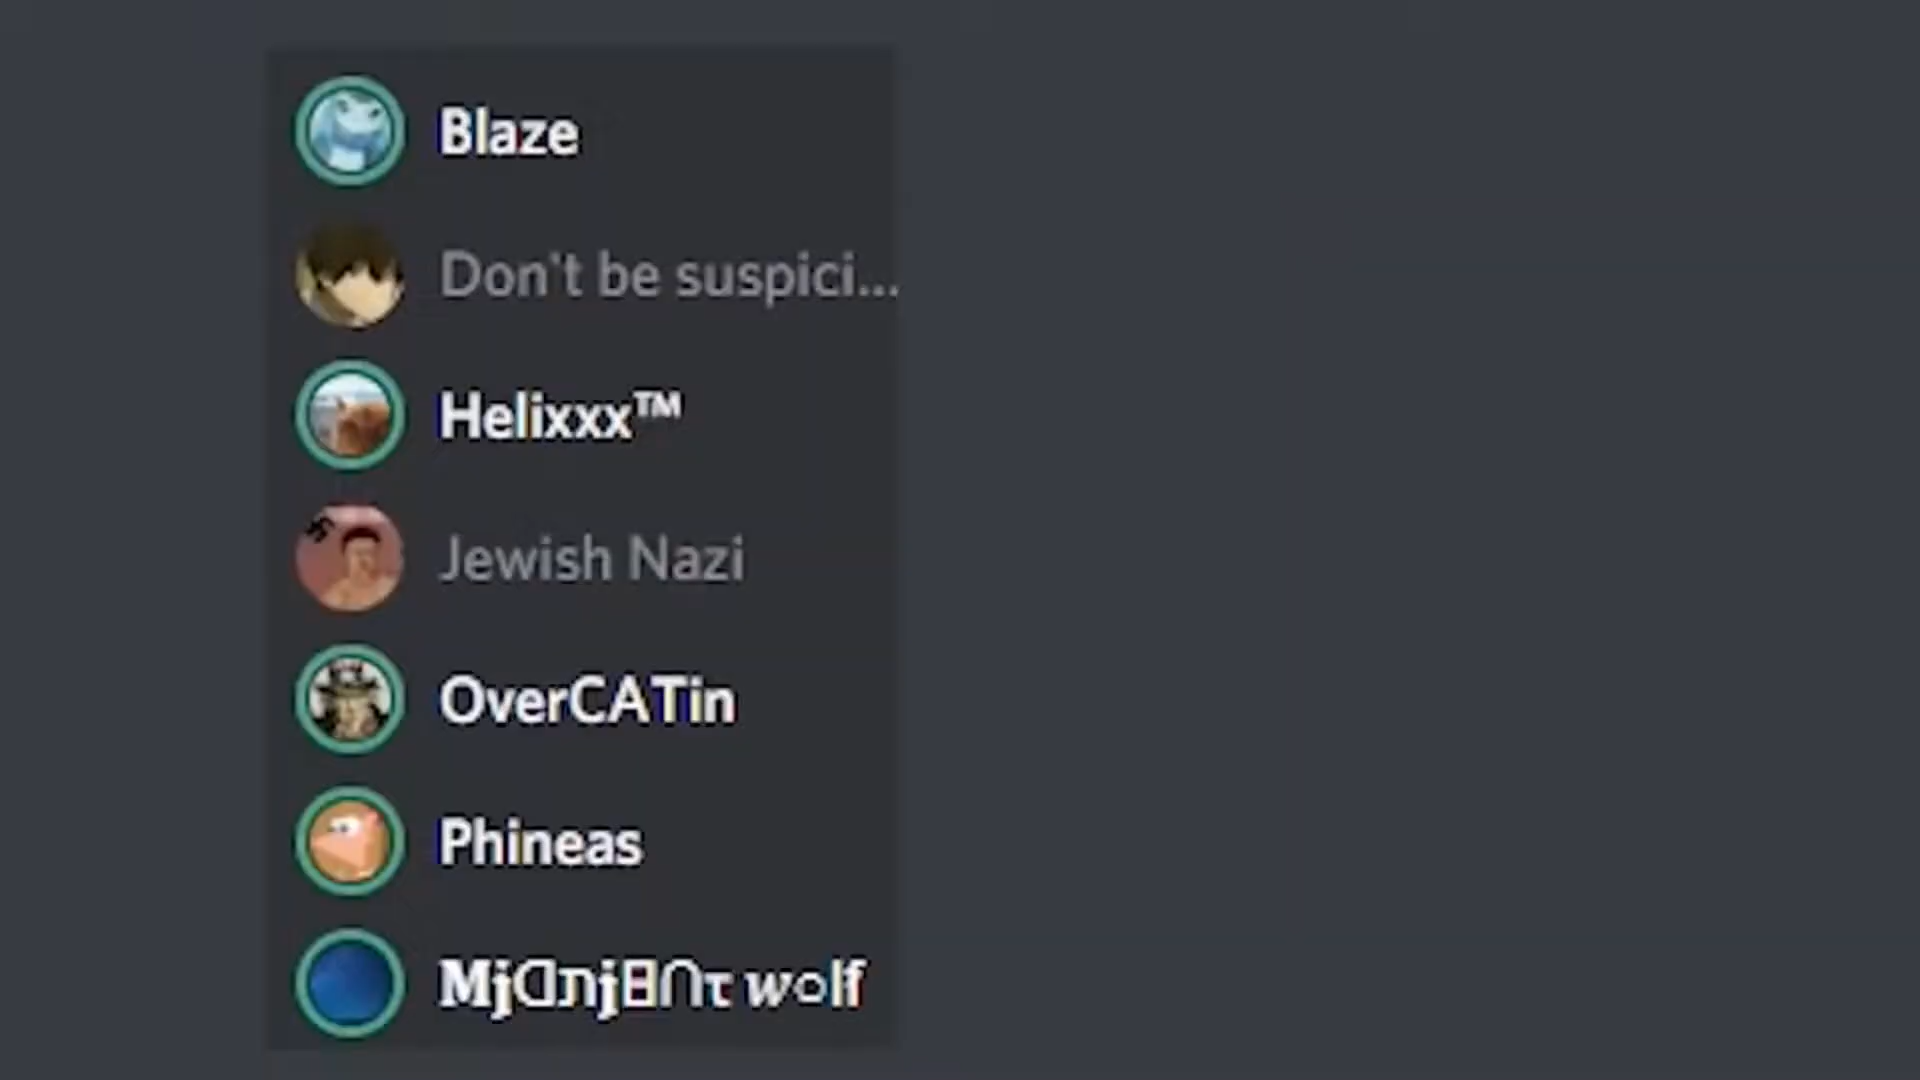 Blaze
Don't be suspici...
Helixxx™
Jewish Nazi
OverCATin
Phineas
wolf